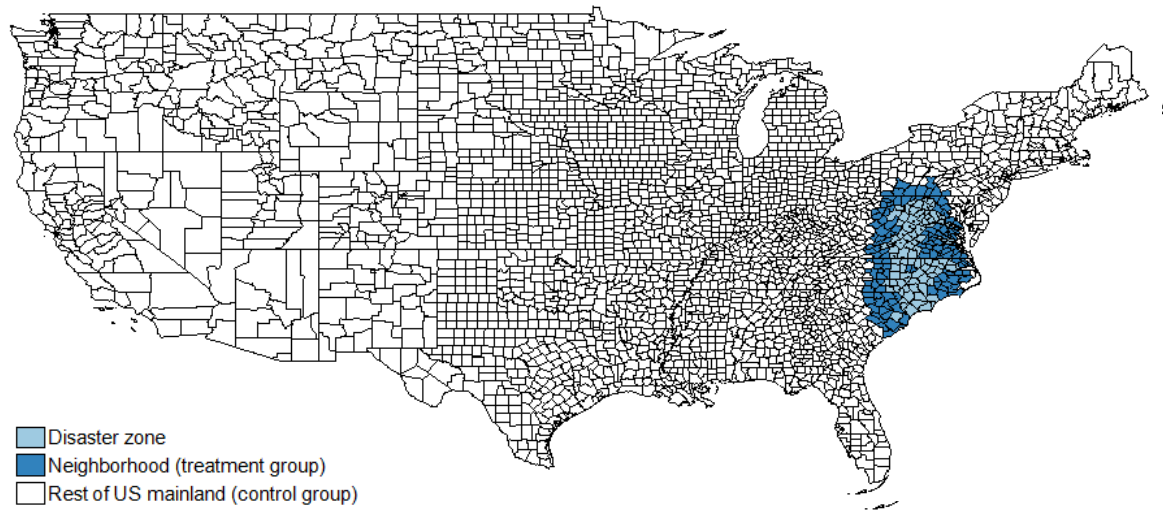 Disaster zone
Neighborhood (treatment group)
Rest of US mainland (control group)